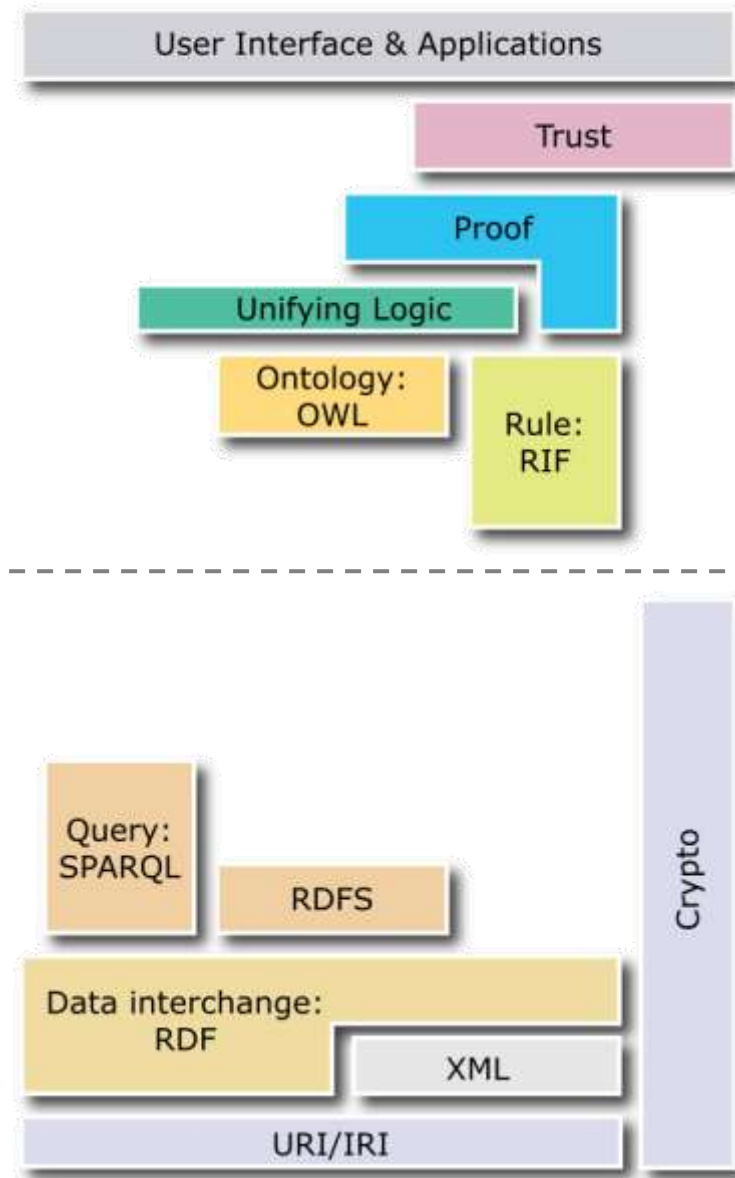 User Interface & Applications
Trust
Proof
Unifying Logic
Ontology:
OWL
Rule:
RIF
Query:
SPARQL
RDFS
Crypto
Data interchange:
RDF
XML
URI/IRI